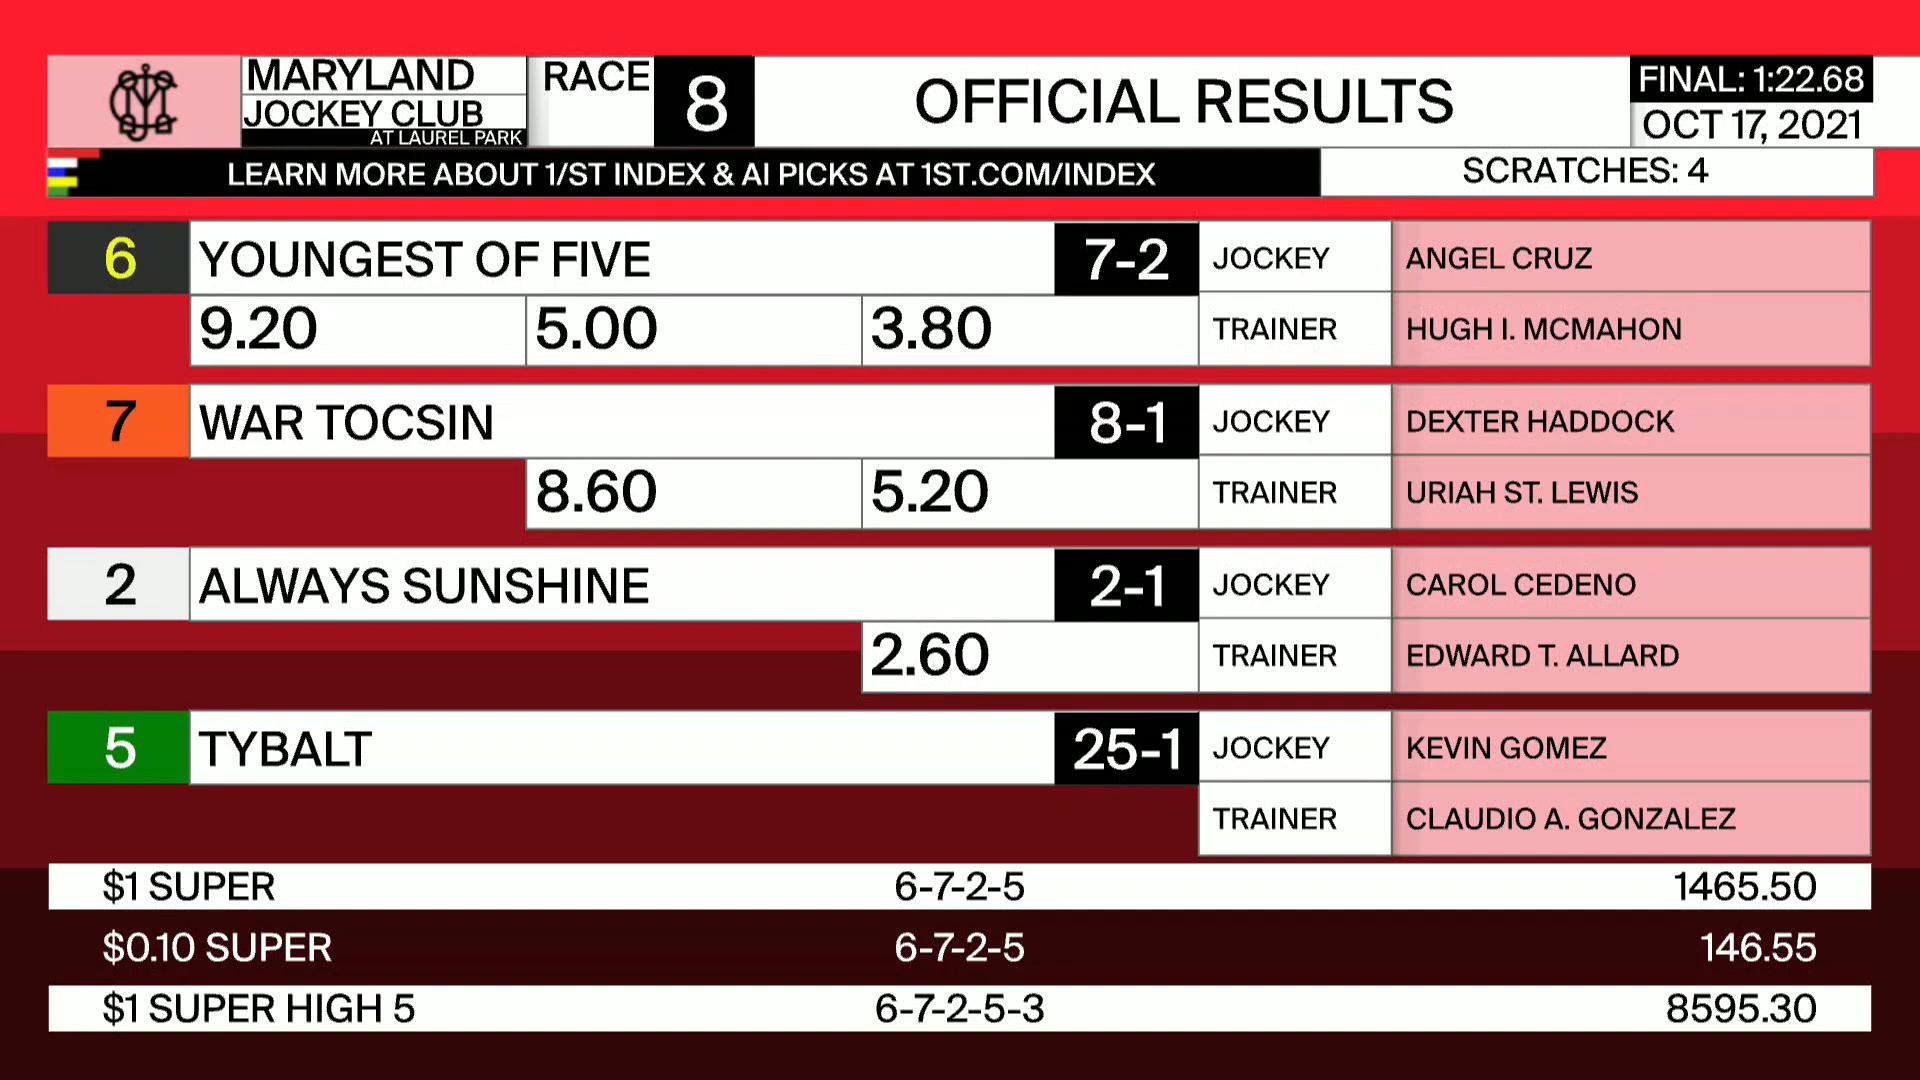 MARYLAND
JOCKEY CLUB
AT LAUREL PARK
RACE 8
OFFICIAL RESULTS
FINAL: 1:22.68
OCT 17, 2021
LEARN MORE ABOUT 1/ST INDEX & AI PICKS AT 1ST.COM/INDEX
SCRATCHES: 4
6 YOUNGEST OF FIVE 7-2 JOCKEY ANGEL CRUZ
9.20 5.00 3.80 TRAINER HUGH I. MCMAHON
7 WAR TOCSIN 8-1 JOCKEY DEXTER HADDOCK
8.60 5.20 TRAINER URIAH ST. LEWIS
2 ALWAYS SUNSHINE 2-1 JOCKEY CAROL CEDENO
2.60 TRAINER EDWARD T. ALLARD
5 TYBALT 25-1 JOCKEY KEVIN GOMEZ
TRAINER CLAUDIO A. GONZALEZ
$1 SUPER 6-7-2-5 1465.50
$0.10 SUPER 6-7-2-5 146.55
$1 SUPER HIGH 5 6-7-2-5-3 8595.30